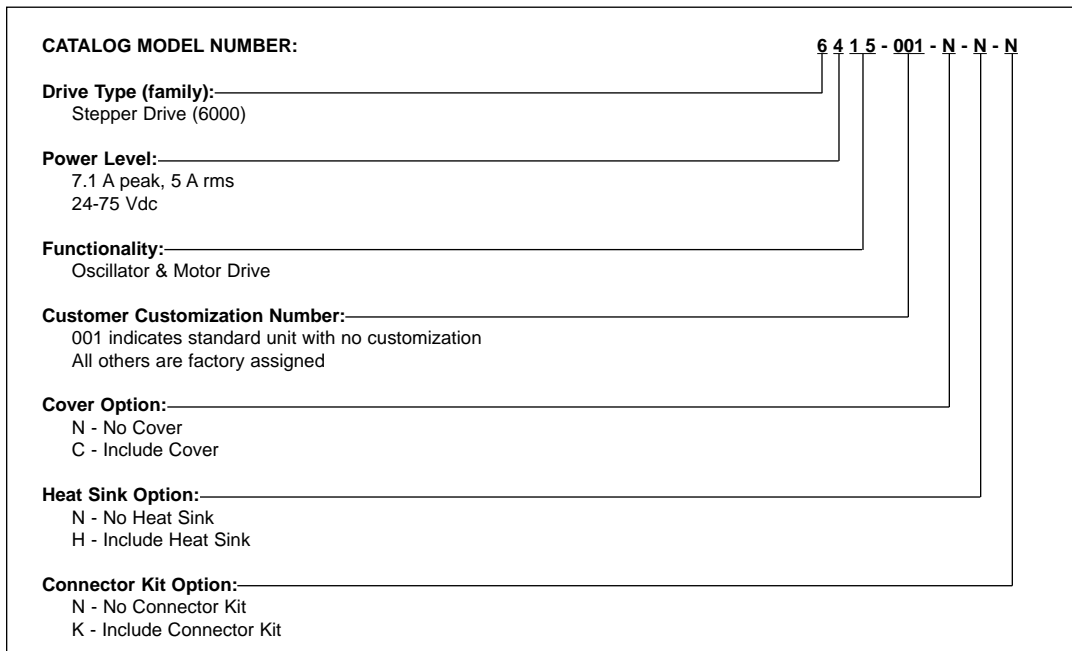 CATALOG MODEL NUMBER: 6 4 1 5 - 001 - N - N - N
Drive Type (family):
Stepper Drive (6000)
Power Level:
7.1 A peak, 5 A rms
24-75 Vdc
Functionality:
Oscillator & Motor Drive
Customer Customization Number:
001 indicates standard unit with no customization
All others are factory assigned
Cover Option:
N - No Cover
C - Include Cover
Heat Sink Option:
N - No Heat Sink
H - Include Heat Sink
Connector Kit Option:
N - No Connector Kit
K - Include Connector Kit